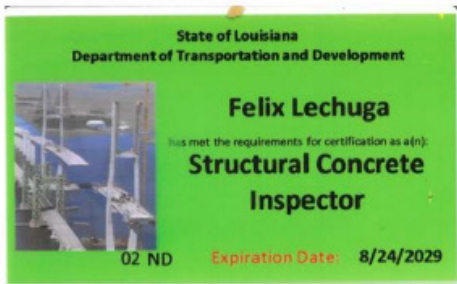 State of Louisiana
Department of Transportation and Development
Felix Lechuga
has met the requirements for certification as a(n):
Structural Concrete
Inspector
02 ND
Expiration Date: 8/24/2029